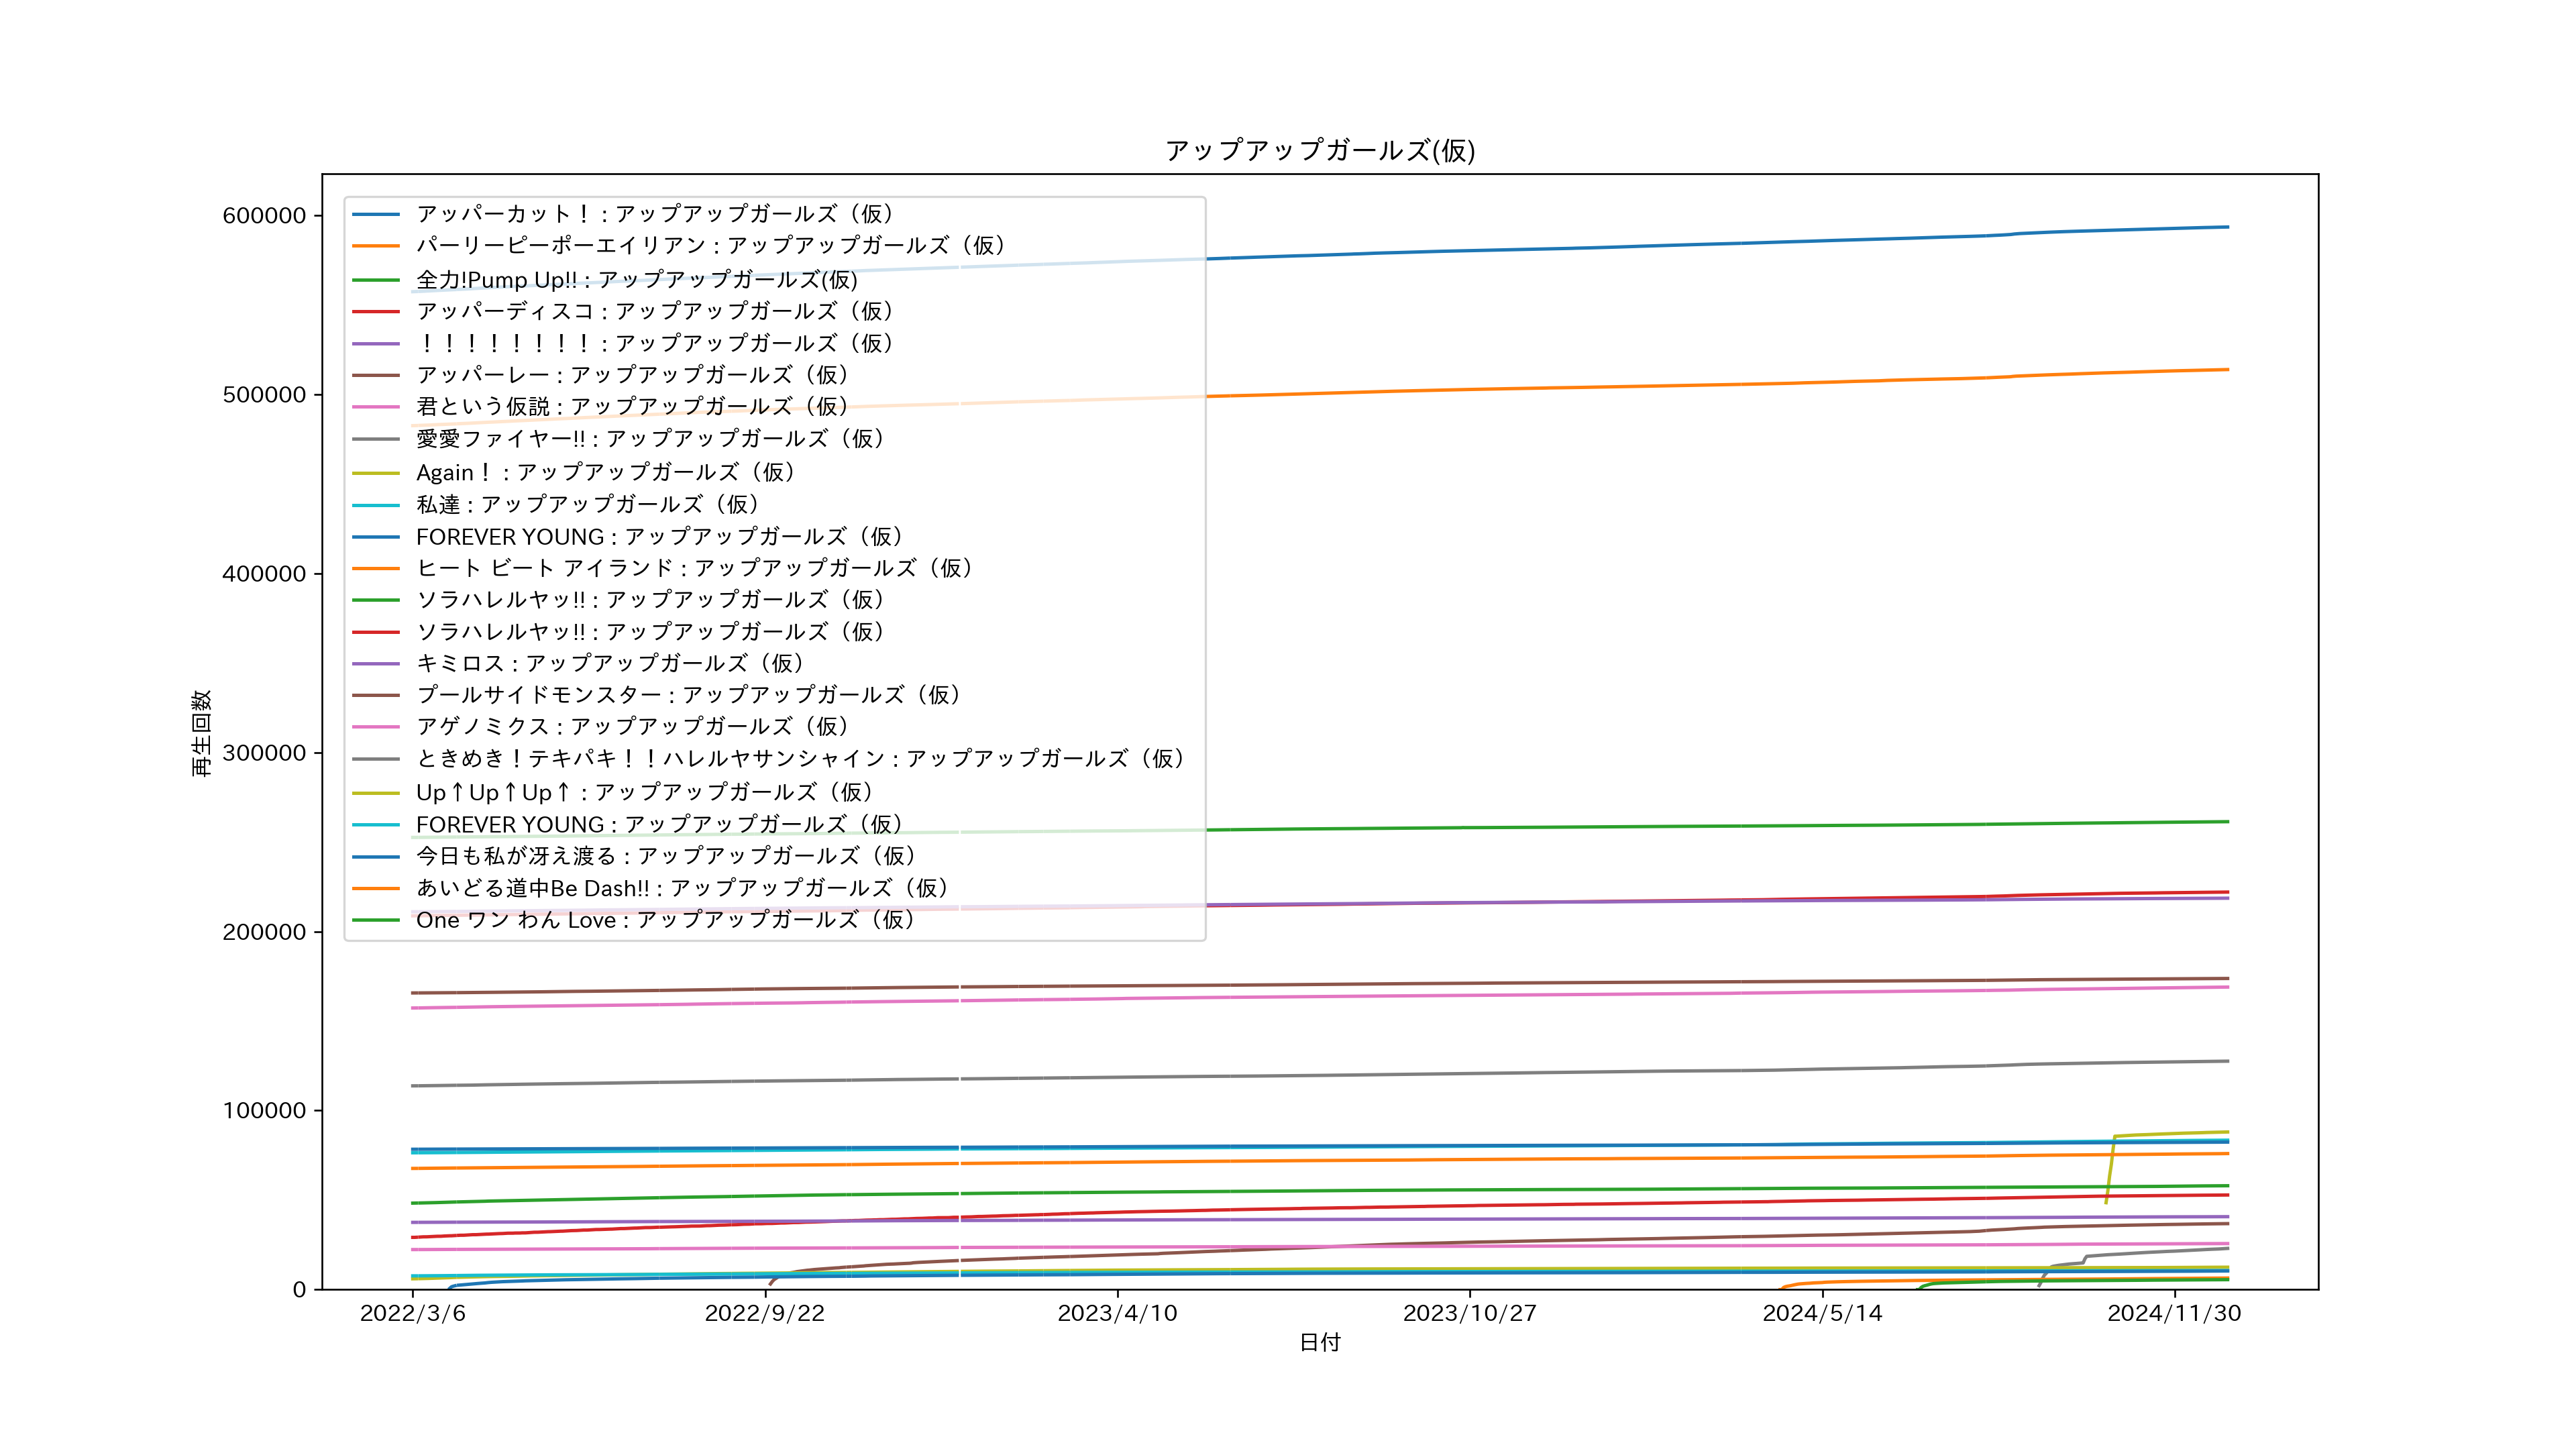 アップアップガールズ(仮)
600000
500000
400000
300000
200000
100000
0
再生回数
アッパーカット！ : アップアップガールズ（仮）
パーリーピーポーエイリアン : アップアップガールズ（仮）
全力!Pump Up!! : アップアップガールズ(仮)
アッパーディスコ : アップアップガールズ（仮）
！！！！！！！！ : アップアップガールズ（仮）
アッパーレー : アップアップガールズ（仮）
君という仮説 : アップアップガールズ（仮）
愛愛ファイヤー!! : アップアップガールズ（仮）
Again！ : アップアップガールズ（仮）
私達 : アップアップガールズ（仮）
FOREVER YOUNG : アップアップガールズ（仮）
ヒート ビート アイランド : アップアップガールズ（仮）
ソラハレルヤッ!! : アップアップガールズ（仮）
ソラハレルヤッ!! : アップアップガールズ（仮）
キミロス : アップアップガールズ（仮）
プールサイドモンスター : アップアップガールズ（仮）
アゲノミクス : アップアップガールズ（仮）
ときめき！テキパキ！！ハレルヤサンシャイン : アップアップガールズ（仮）
Up↑Up↑Up↑ : アップアップガールズ（仮）
FOREVER YOUNG : アップアップガールズ（仮）
今日も私が冴え渡る : アップアップガールズ（仮）
あいどる道中Be Dash!! : アップアップガールズ（仮）
One ワン わん Love : アップアップガールズ（仮）
2022/3/6
2022/9/22
2023/4/10
2023/10/27
2024/5/14
2024/11/30
日付